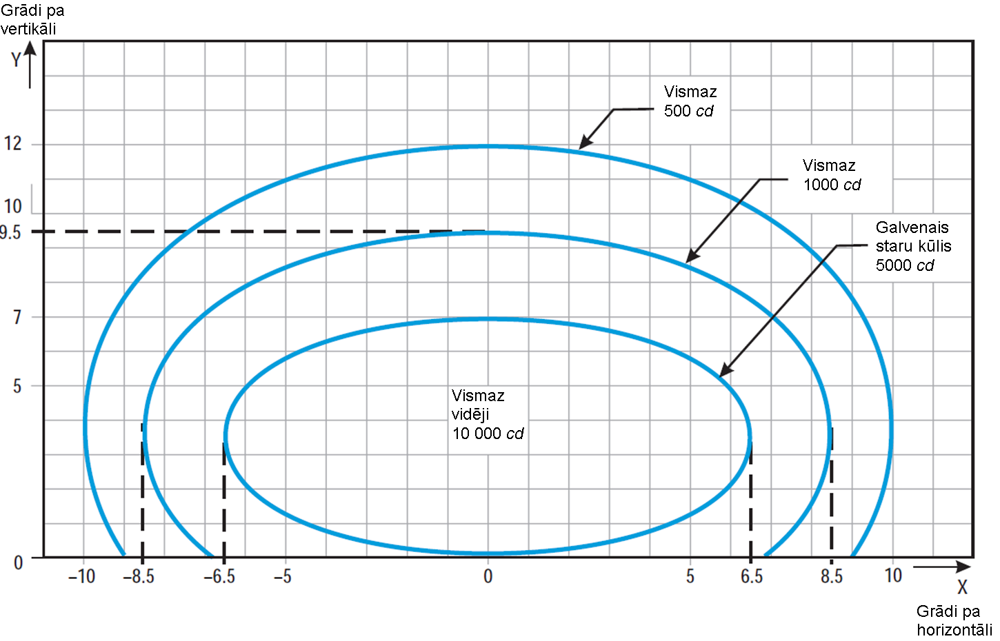 Grādi pa
vertikāli
Y
Vismaz
500 cd
12
Vismaz
1000 cd
10
9.5
Galvenais
staru kūlis
5000 cd
7
5
Vismaz
vidēji
10 000 cd
0
–10 –8.5 –6.5 –5 0 5 6.5 8.5 10
X
Grādi pa
horizontāli